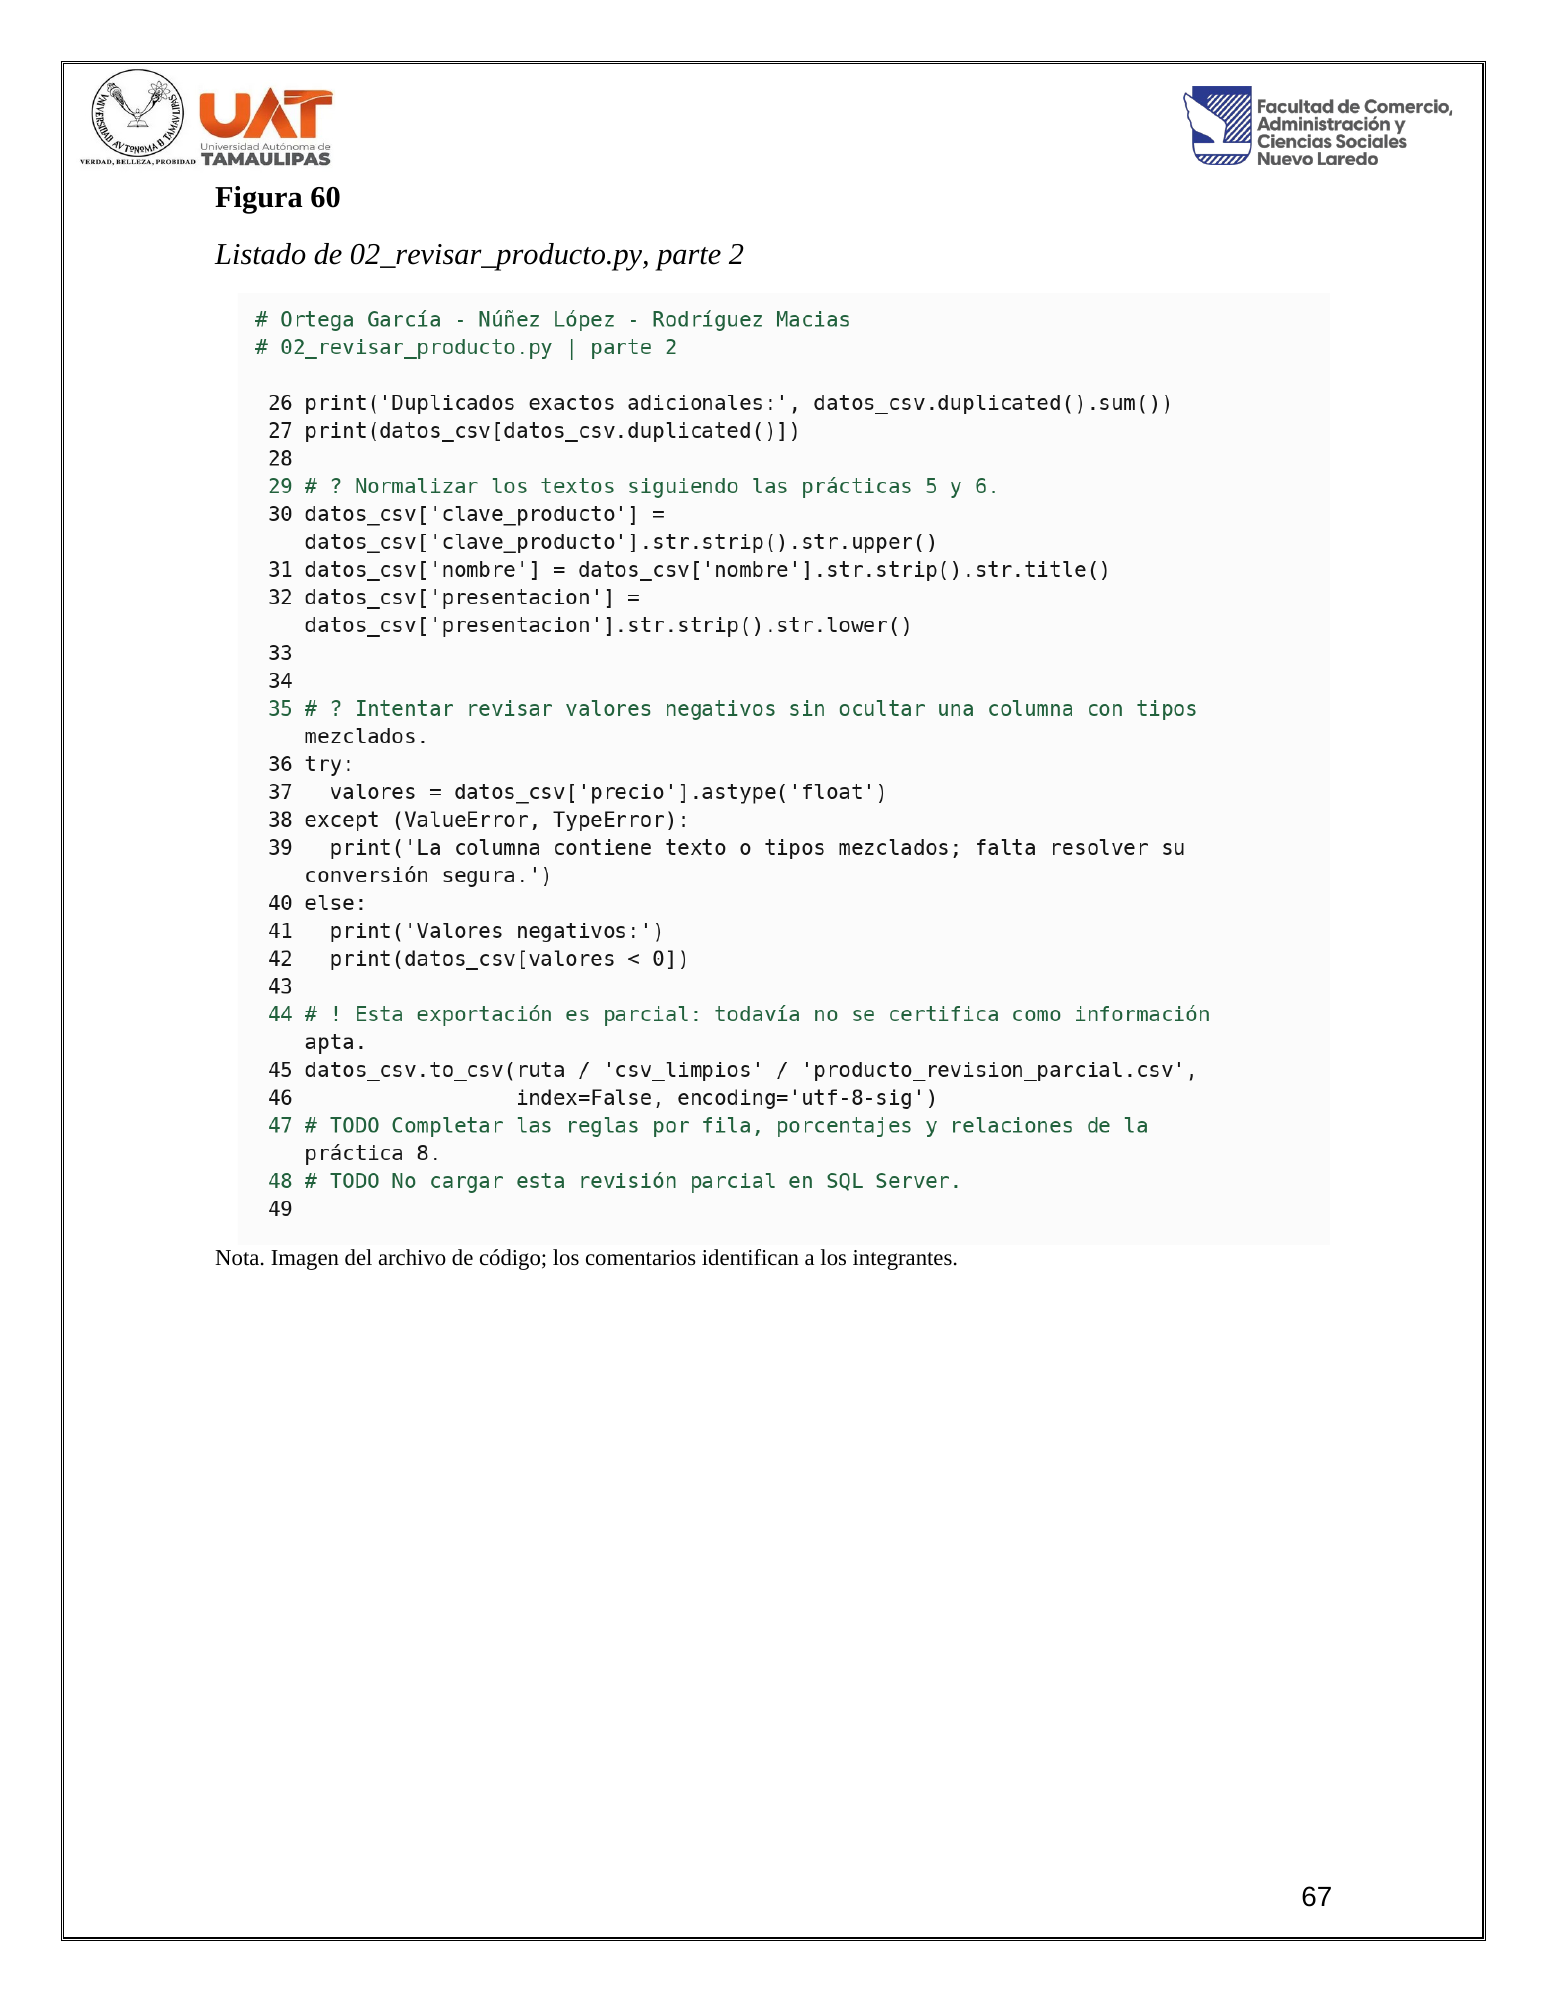 UNIVERSIDAD AUTONOMA DE TAMAULIPAS
VERDAD, BELLEZA, PROBIDAD
UAT
Universidad Autónoma de
TAMAULIPAS
Facultad de Comercio,
Administración y
Ciencias Sociales
Nuevo Laredo
Figura 60
Listado de 02_revisar_producto.py, parte 2
# Ortega García - Núñez López - Rodríguez Macias
# 02_revisar_producto.py | parte 2
26 print('Duplicados exactos adicionales:', datos_csv.duplicated().sum())
27 print(datos_csv[datos_csv.duplicated()])
28
29 # ? Normalizar los textos siguiendo las prácticas 5 y 6.
30 datos_csv['clave_producto'] =
datos_csv['clave_producto'].str.strip().str.upper()
31 datos_csv['nombre'] = datos_csv['nombre'].str.strip().str.title()
32 datos_csv['presentacion'] =
datos_csv['presentacion'].str.strip().str.lower()
33
34
35 # ? Intentar revisar valores negativos sin ocultar una columna con tipos
mezclados.
36 try:
37   valores = datos_csv['precio'].astype('float')
38 except (ValueError, TypeError):
39   print('La columna contiene texto o tipos mezclados; falta resolver su
conversión segura.')
40 else:
41   print('Valores negativos:')
42   print(datos_csv[valores < 0])
43
44 # ! Esta exportación es parcial: todavía no se certifica como información
apta.
45 datos_csv.to_csv(ruta / 'csv_limpios' / 'producto_revision_parcial.csv',
46                  index=False, encoding='utf-8-sig')
47 # TODO Completar las reglas por fila, porcentajes y relaciones de la
práctica 8.
48 # TODO No cargar esta revisión parcial en SQL Server.
49
Nota. Imagen del archivo de código; los comentarios identifican a los integrantes.
67